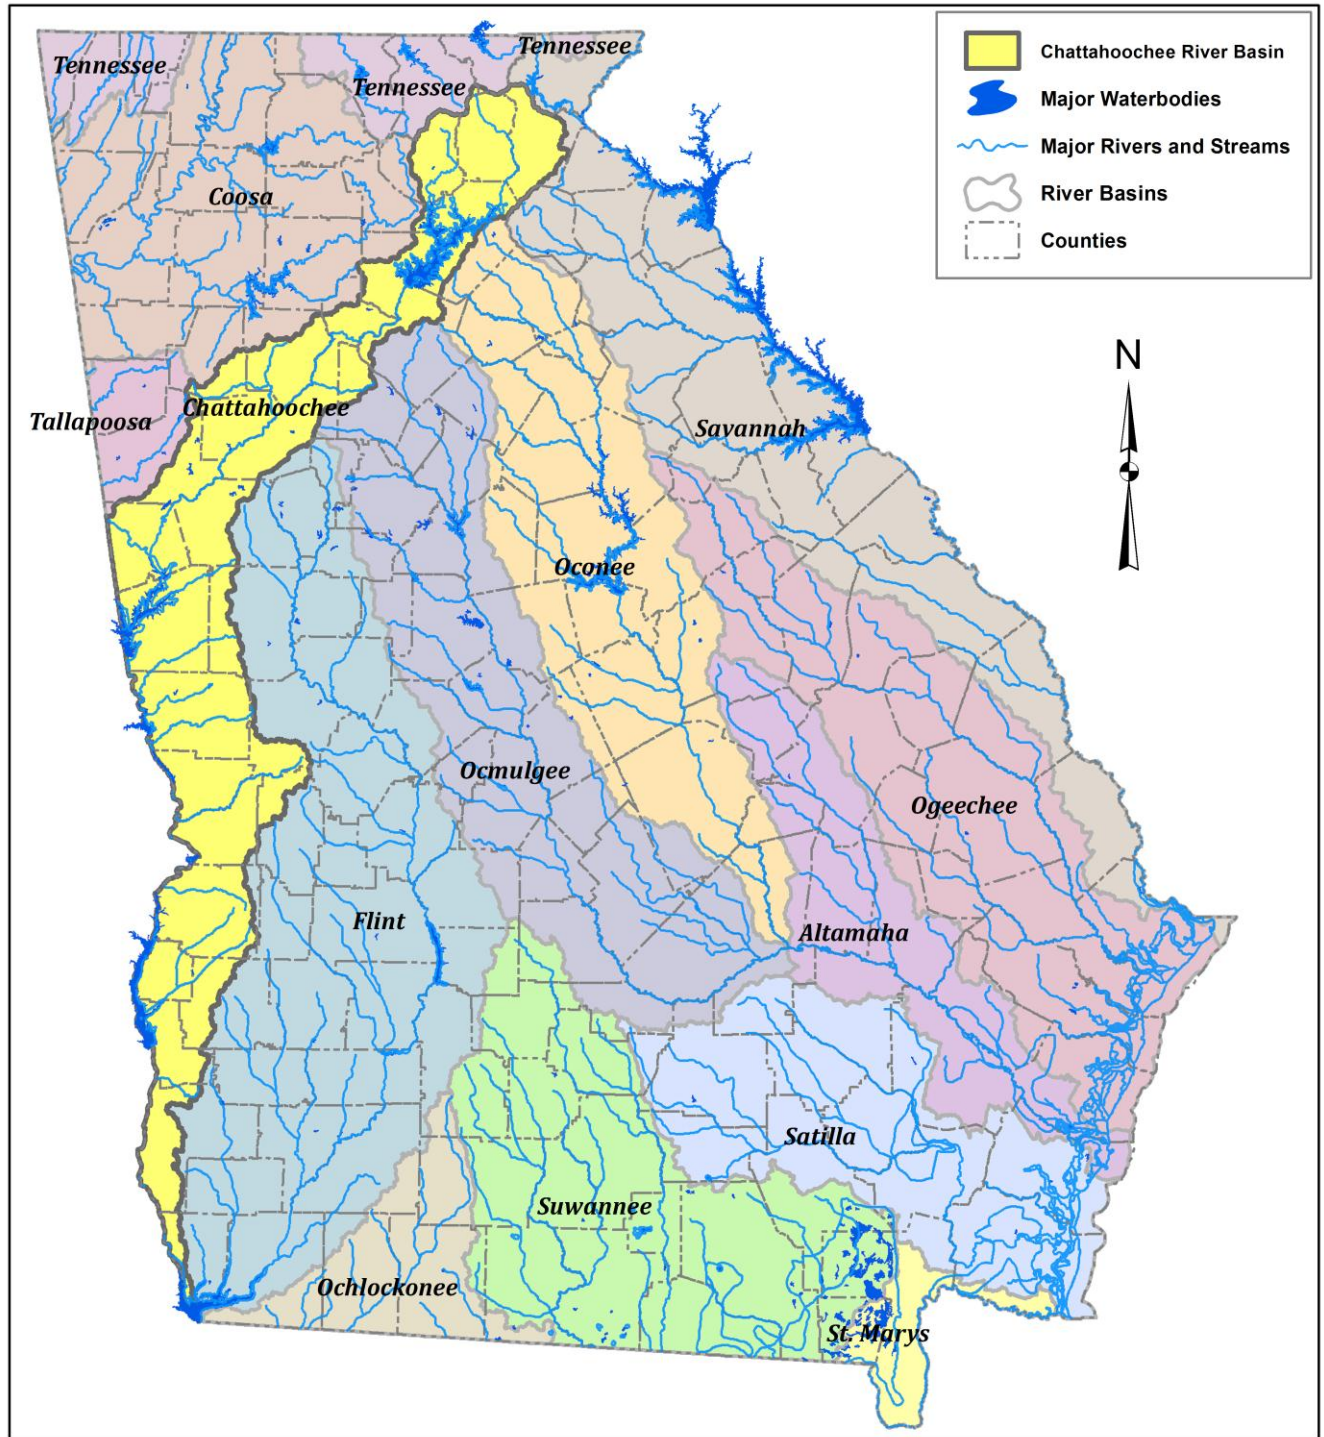 Tennessee
Tennessee
Tennessee
Chattahoochee River Basin
Major Waterbodies
Major Rivers and Streams
River Basins
Counties
Coosa
N
Tallapoosa
Chattahoochee
Savannah
Oconee
Ocmulgee
Ogeechee
Flint
Altamaha
Satilla
Suwannee
Ochlockonee
St. Marys